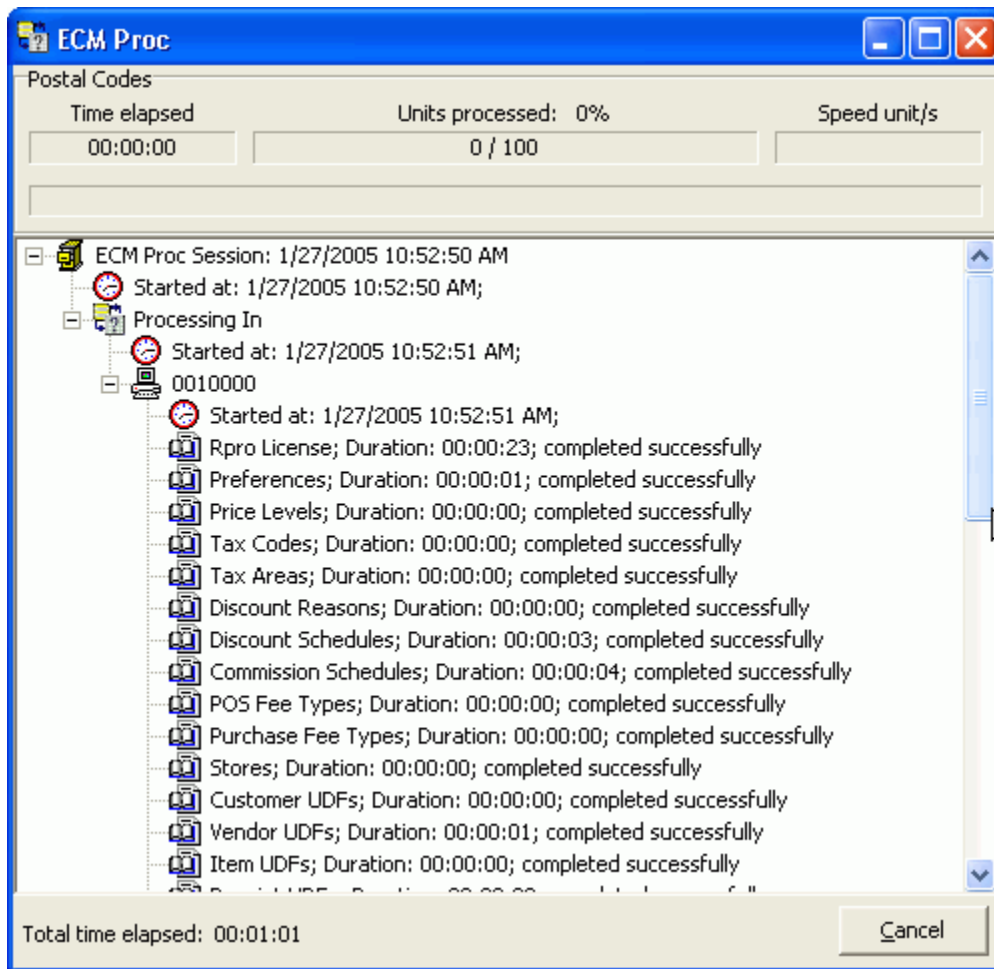 ECM Proc
Postal Codes
Time elapsed Units processed: 0% Speed unit/s
00:00:00 0 / 100
ECM Proc Session: 1/27/2005 10:52:50 AM
Started at: 1/27/2005 10:52:50 AM;
Processing In
Started at: 1/27/2005 10:52:51 AM;
0010000
Started at: 1/27/2005 10:52:51 AM;
Rpro License; Duration: 00:00:23; completed successfully
Preferences; Duration: 00:00:01; completed successfully
Price Levels; Duration: 00:00:00; completed successfully
Tax Codes; Duration: 00:00:00; completed successfully
Tax Areas; Duration: 00:00:00; completed successfully
Discount Reasons; Duration: 00:00:00; completed successfully
Discount Schedules; Duration: 00:00:03; completed successfully
Commission Schedules; Duration: 00:00:04; completed successfully
POS Fee Types; Duration: 00:00:00; completed successfully
Purchase Fee Types; Duration: 00:00:00; completed successfully
Stores; Duration: 00:00:00; completed successfully
Customer UDFs; Duration: 00:00:00; completed successfully
Vendor UDFs; Duration: 00:00:01; completed successfully
Item UDFs; Duration: 00:00:00; completed successfully
Total time elapsed: 00:01:01 Cancel